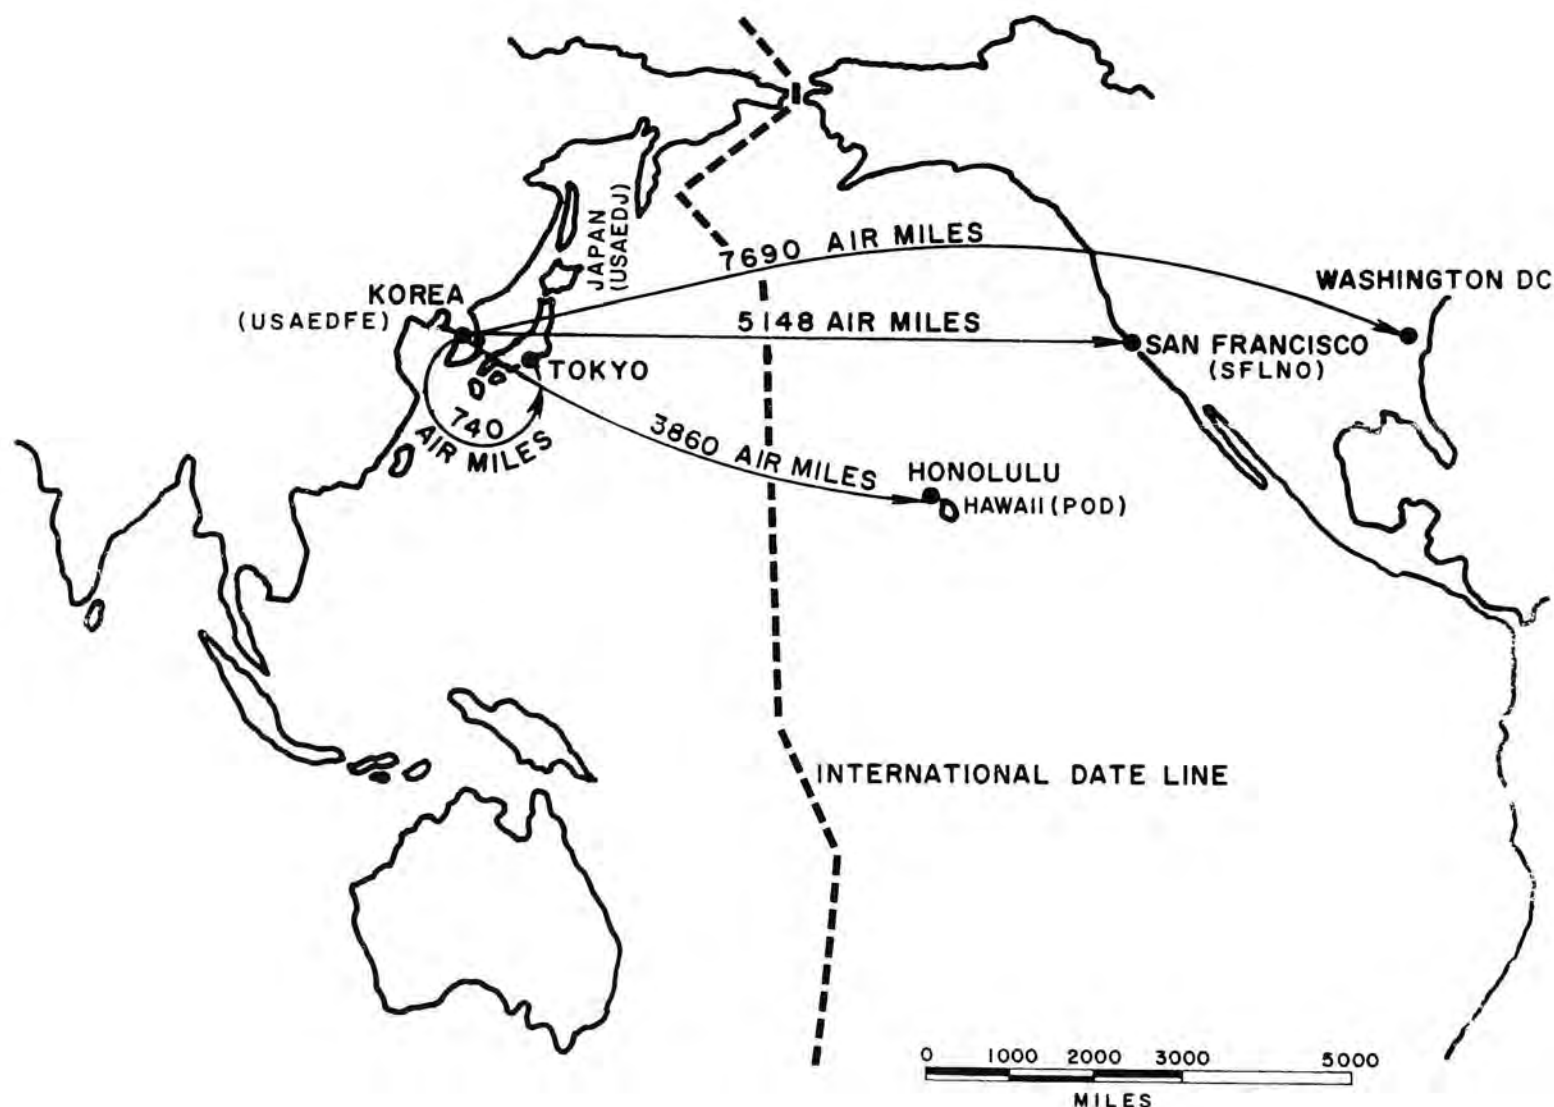 7690 AIR MILES
JAPAN
(USAEDJ)
WASHINGTON DC
KOREA
(USAEDFE)
5148 AIR MILES
SAN FRANCISCO
(SFLNO)
TOKYO
740
AIR MILES
3860 AIR MILES
HONOLULU
HAWAII (POD)
INTERNATIONAL DATE LINE
0 1000 2000 3000 5000
MILES